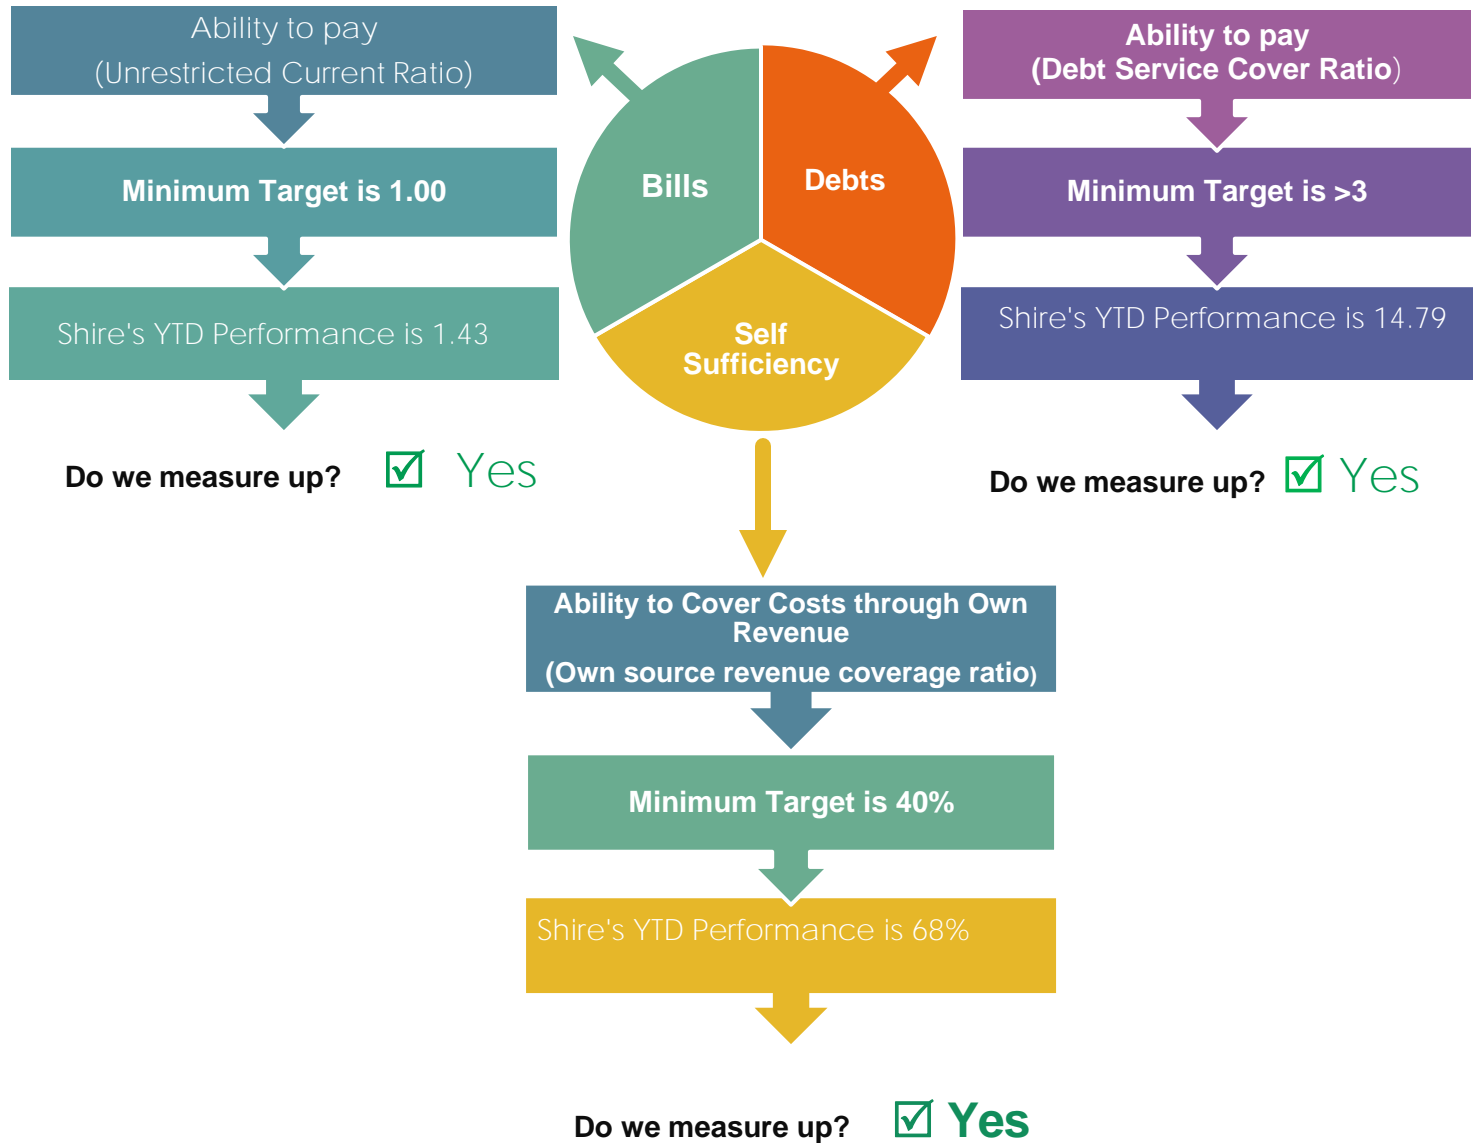 Ability to pay
(Unrestricted Current Ratio)
Minimum Target is 1.00
Shire's YTD Performance is 1.43
Do we measure up? ☑ Yes
Bills
Debts
Self
Sufficiency
Ability to pay
(Debt Service Cover Ratio)
Minimum Target is >3
Shire's YTD Performance is 14.79
Do we measure up? ☑ Yes
Ability to Cover Costs through Own
Revenue
(Own source revenue coverage ratio)
Minimum Target is 40%
Shire's YTD Performance is 68%
Do we measure up? ☑ Yes